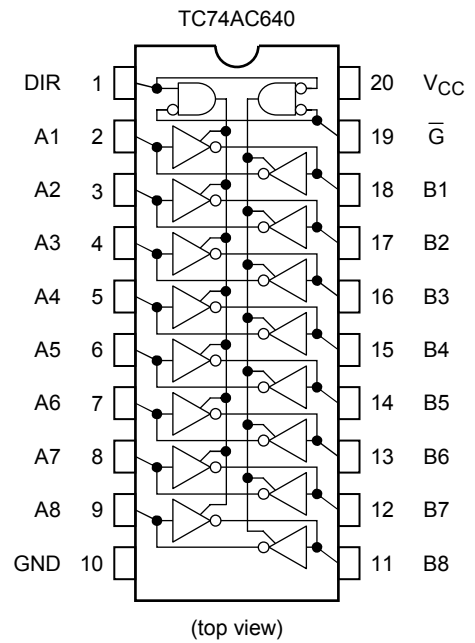 TC74AC640
DIR 1 20 VCC
A1 2 19 G̅
A2 3 18 B1
A3 4 17 B2
A4 5 16 B3
A5 6 15 B4
A6 7 14 B5
A7 8 13 B6
A8 9 12 B7
GND 10 11 B8
(top view)